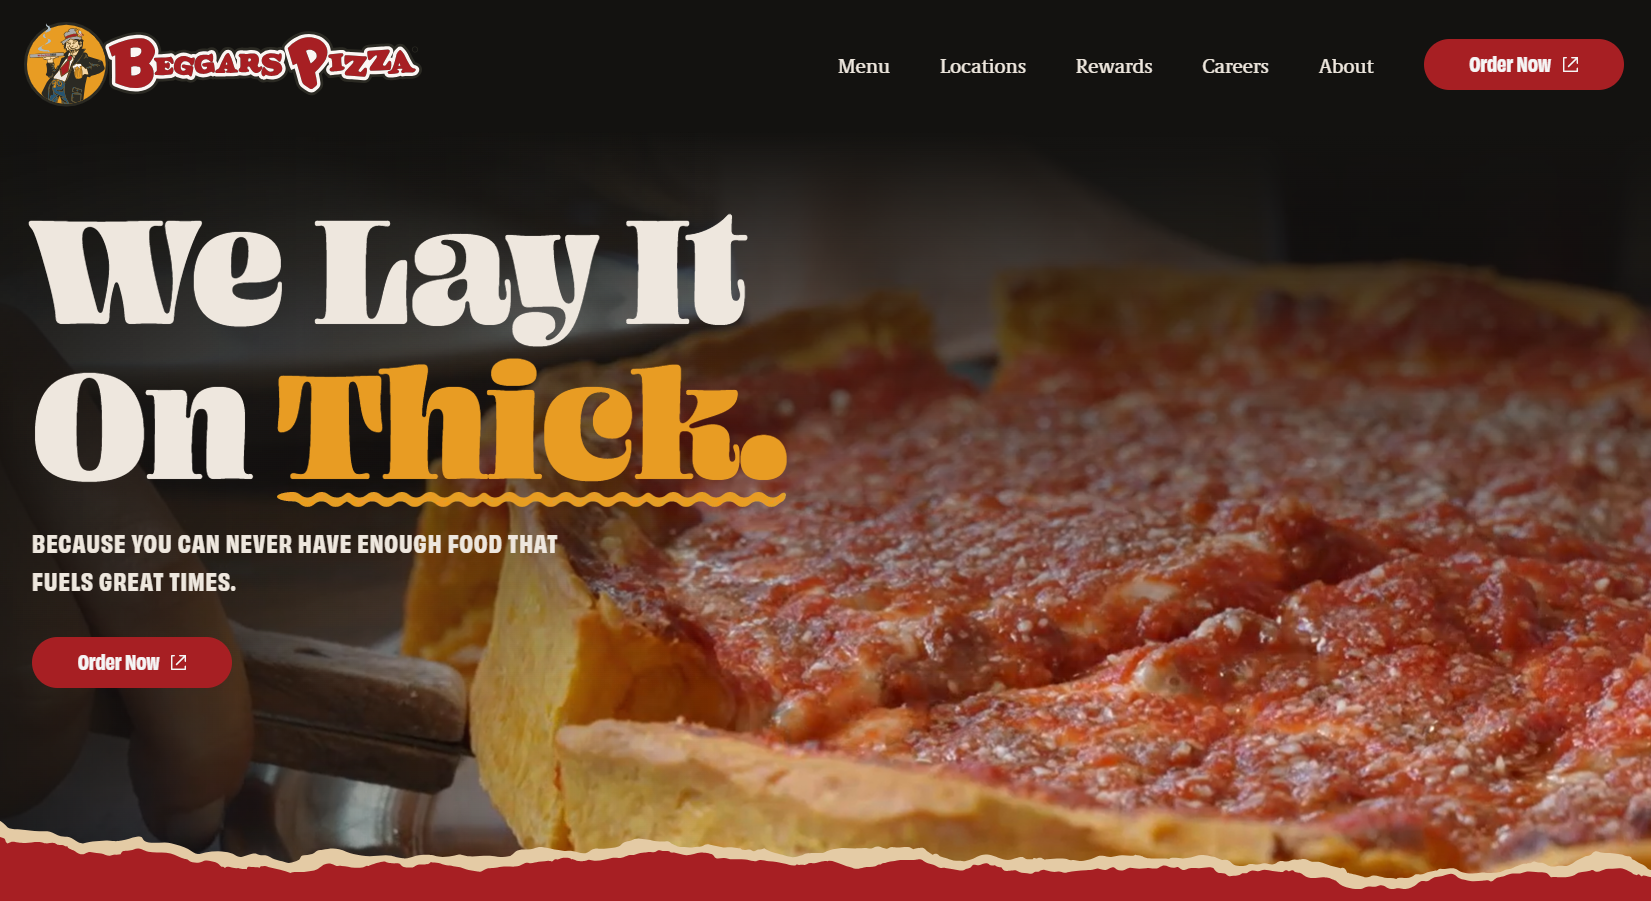 BEGGARS PIZZA
Menu
Locations
Rewards
Careers
About
Order Now
We Lay It
On Thick.
BECAUSE YOU CAN NEVER HAVE ENOUGH FOOD THAT
FUELS GREAT TIMES.
Order Now